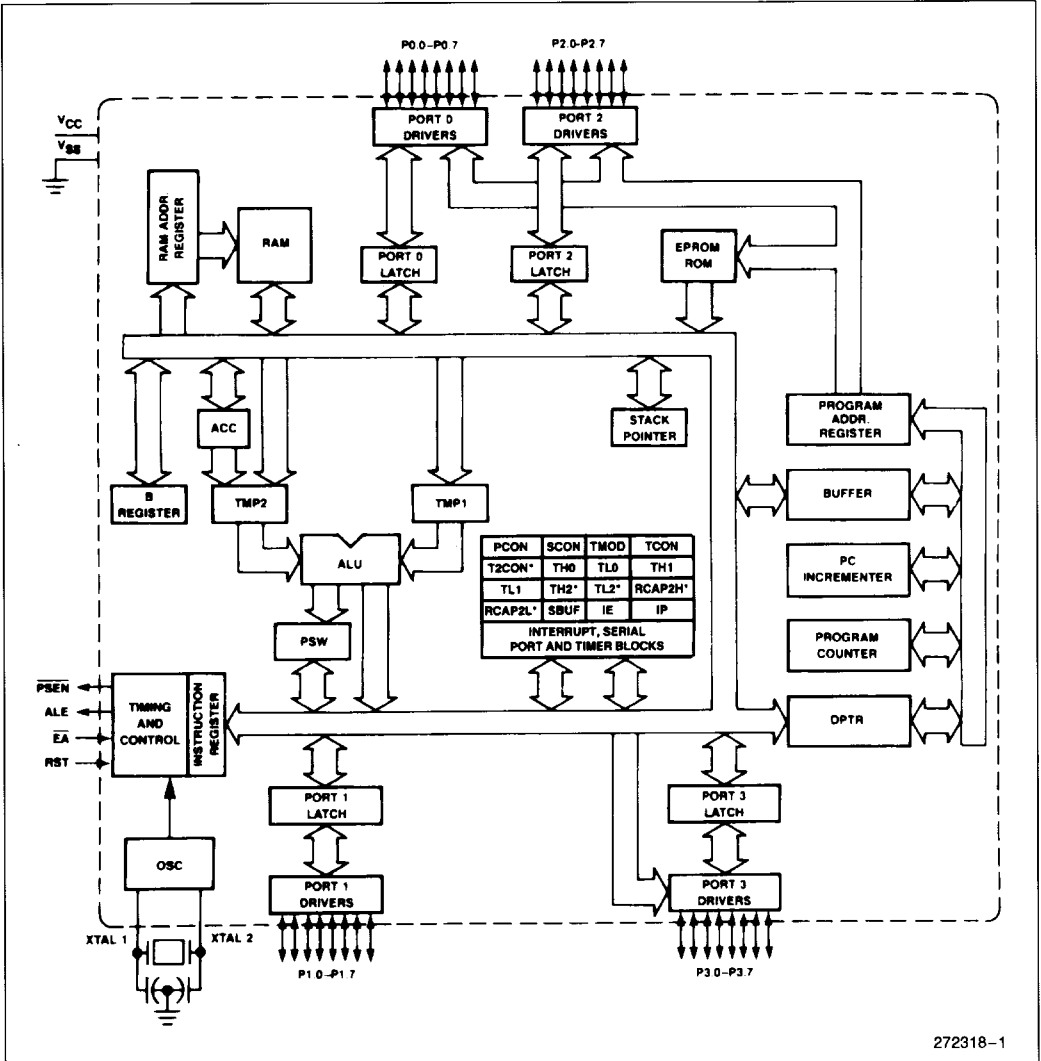 P0.0–P0.7
P2.0-P2.7
VCC
VSS
PORT 0
DRIVERS
PORT 2
DRIVERS
RAM ADDR.
REGISTER
RAM
PORT 0
LATCH
PORT 2
LATCH
EPROM
ROM
ACC
STACK
POINTER
PROGRAM
ADDR.
REGISTER
B
REGISTER
TMP2
TMP1
BUFFER
ALU
PCON SCON TMOD TCON
T2CON* TH0 TL0 TH1
TL1 TH2* TL2* RCAP2H*
RCAP2L* SBUF IE IP
INTERRUPT, SERIAL
PORT AND TIMER BLOCKS
PC
INCREMENTER
PSW
PROGRAM
COUNTER
PSEN
ALE
EA
RST
TIMING
AND
CONTROL
INSTRUCTION
REGISTER
DPTR
PORT 1
LATCH
PORT 3
LATCH
OSC
PORT 1
DRIVERS
PORT 3
DRIVERS
XTAL 1
XTAL 2
P1.0–P1.7
P3.0–P3.7
272318–1